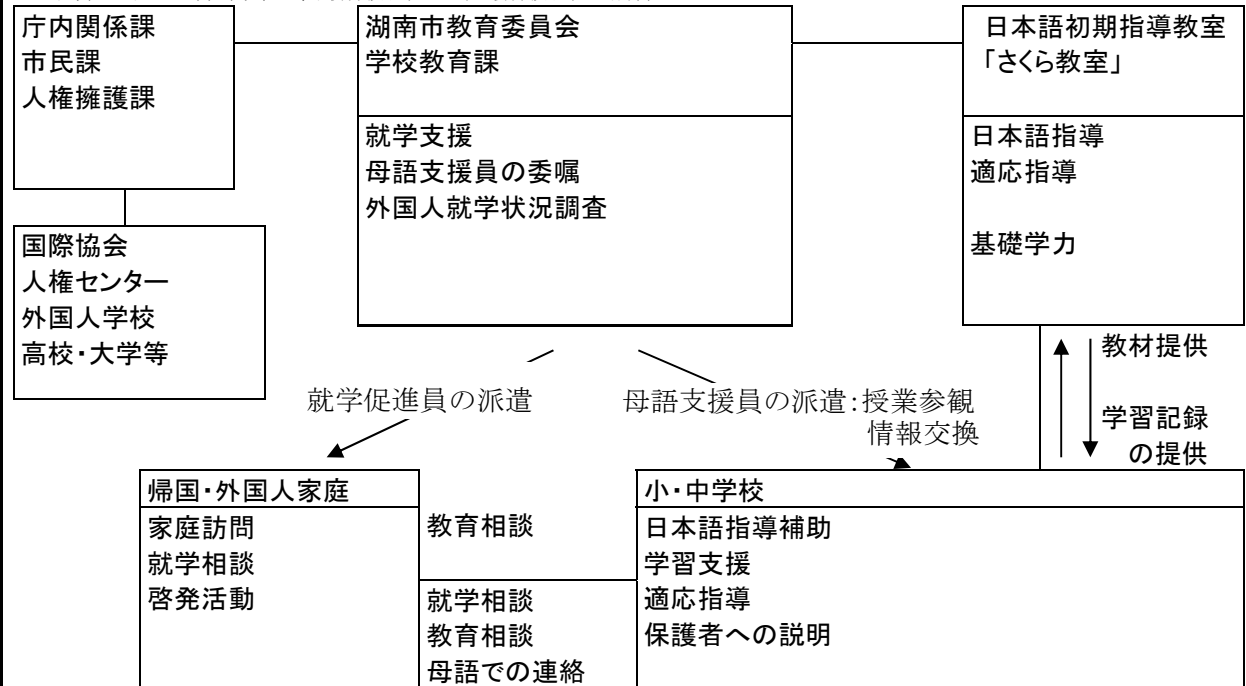 庁内関係課
市民課
人権擁護課
湖南市教育委員会
学校教育課
就学支援
母語支援員の委嘱
外国人就学状況調査
日本語初期指導教室
「さくら教室」
日本語指導
適応指導
基礎学力
国際協会
人権センター
外国人学校
高校・大学等
教材提供
学習記録
の提供
就学促進員の派遣
母語支援員の派遣：授業参観
情報交換
帰国・外国人家庭
家庭訪問
就学相談
啓発活動
教育相談
就学相談
教育相談
母語での連絡
小・中学校
日本語指導補助
学習支援
適応指導
保護者への説明